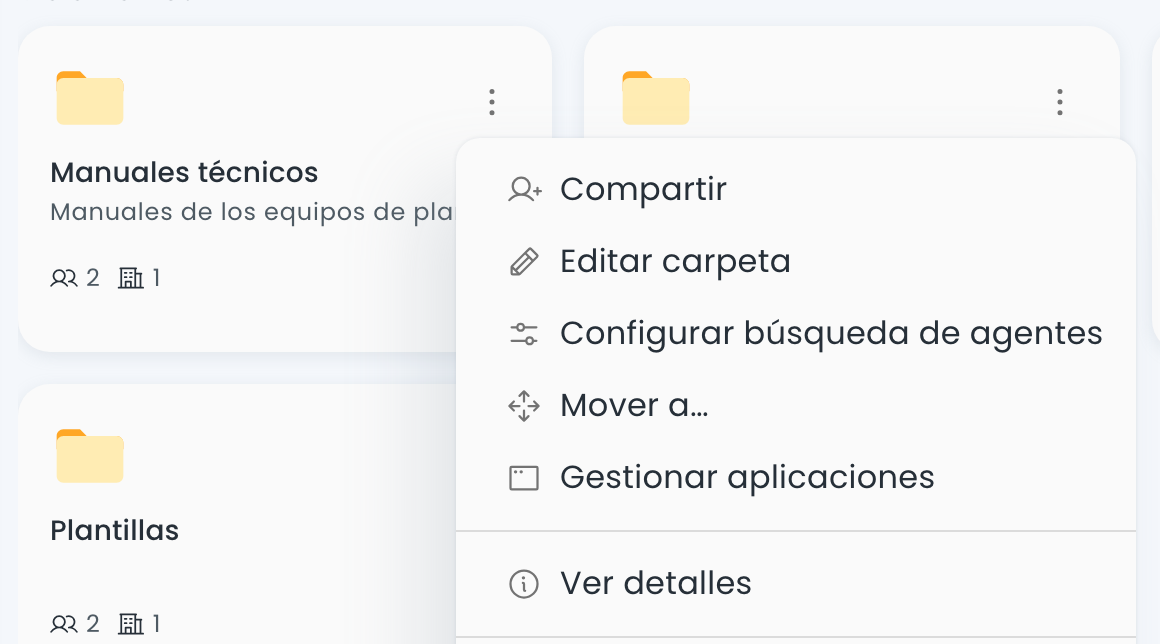 Manuales técnicos
Manuales de los equipos de
2 1
Compartir
Editar carpeta
Configurar búsqueda de agentes
Mover a...
Gestionar aplicaciones
Ver detalles
Plantillas
2 1